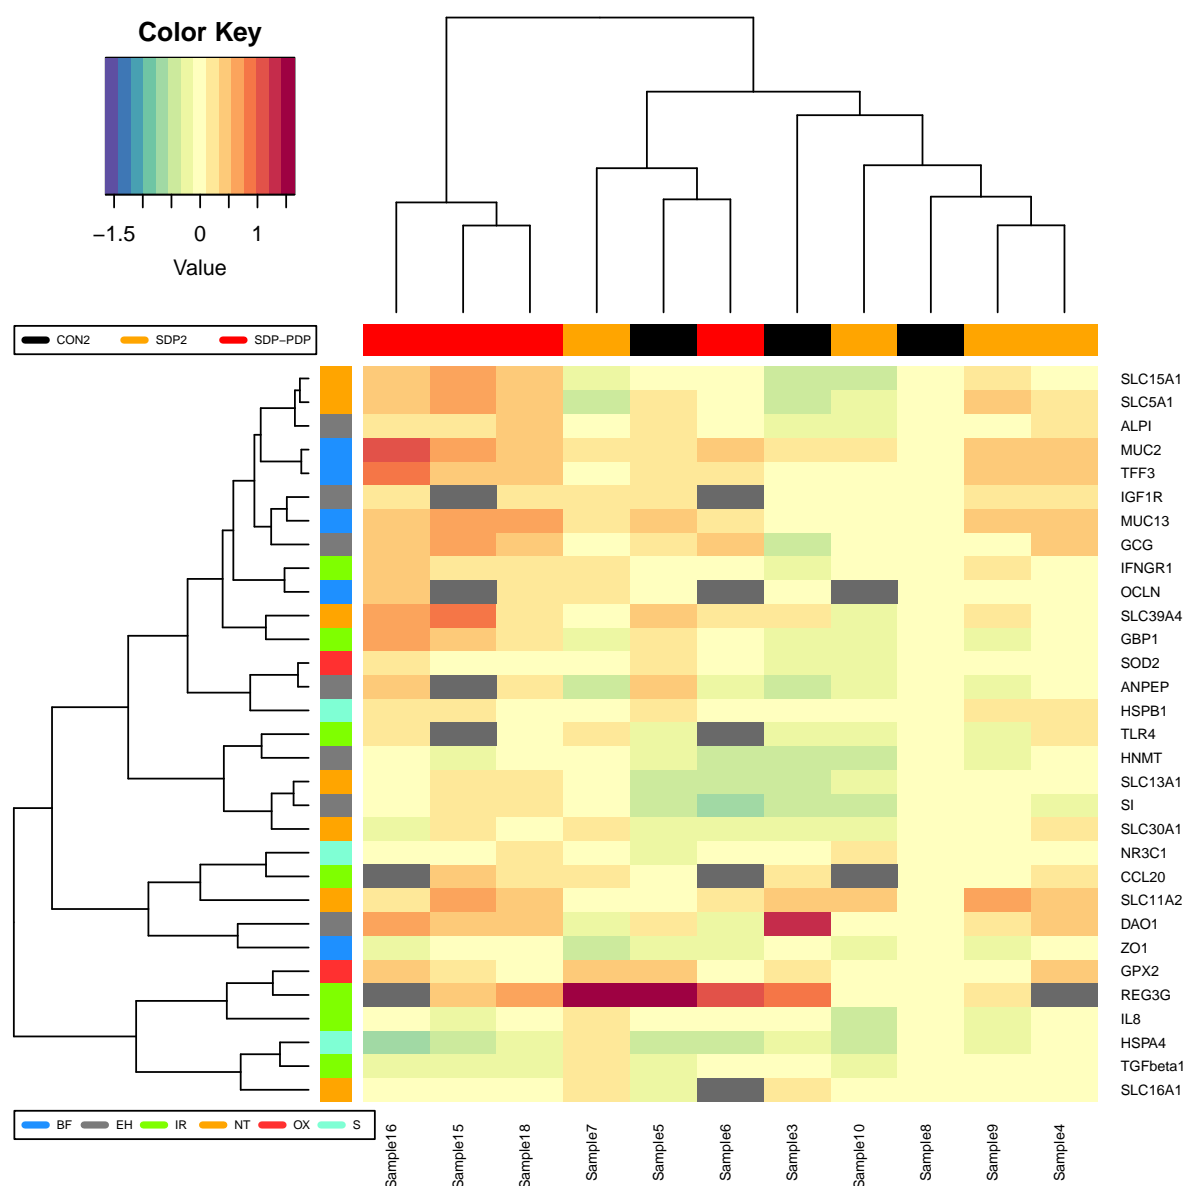 Color Key
−1.5 0 1
Value
CON2 SDP2 SDP−PDP
SLC15A1
SLC5A1
ALPI
MUC2
TFF3
IGF1R
MUC13
GCG
IFNGR1
OCLN
SLC39A4
GBP1
SOD2
ANPEP
HSPB1
TLR4
HNMT
SLC13A1
SI
SLC30A1
NR3C1
CCL20
SLC11A2
DAO1
ZO1
GPX2
REG3G
IL8
HSPA4
TGFbeta1
SLC16A1
BF EH IR NT OX S
Sample16 Sample15 Sample18 Sample7 Sample5 Sample6 Sample3 Sample10 Sample8 Sample9 Sample4